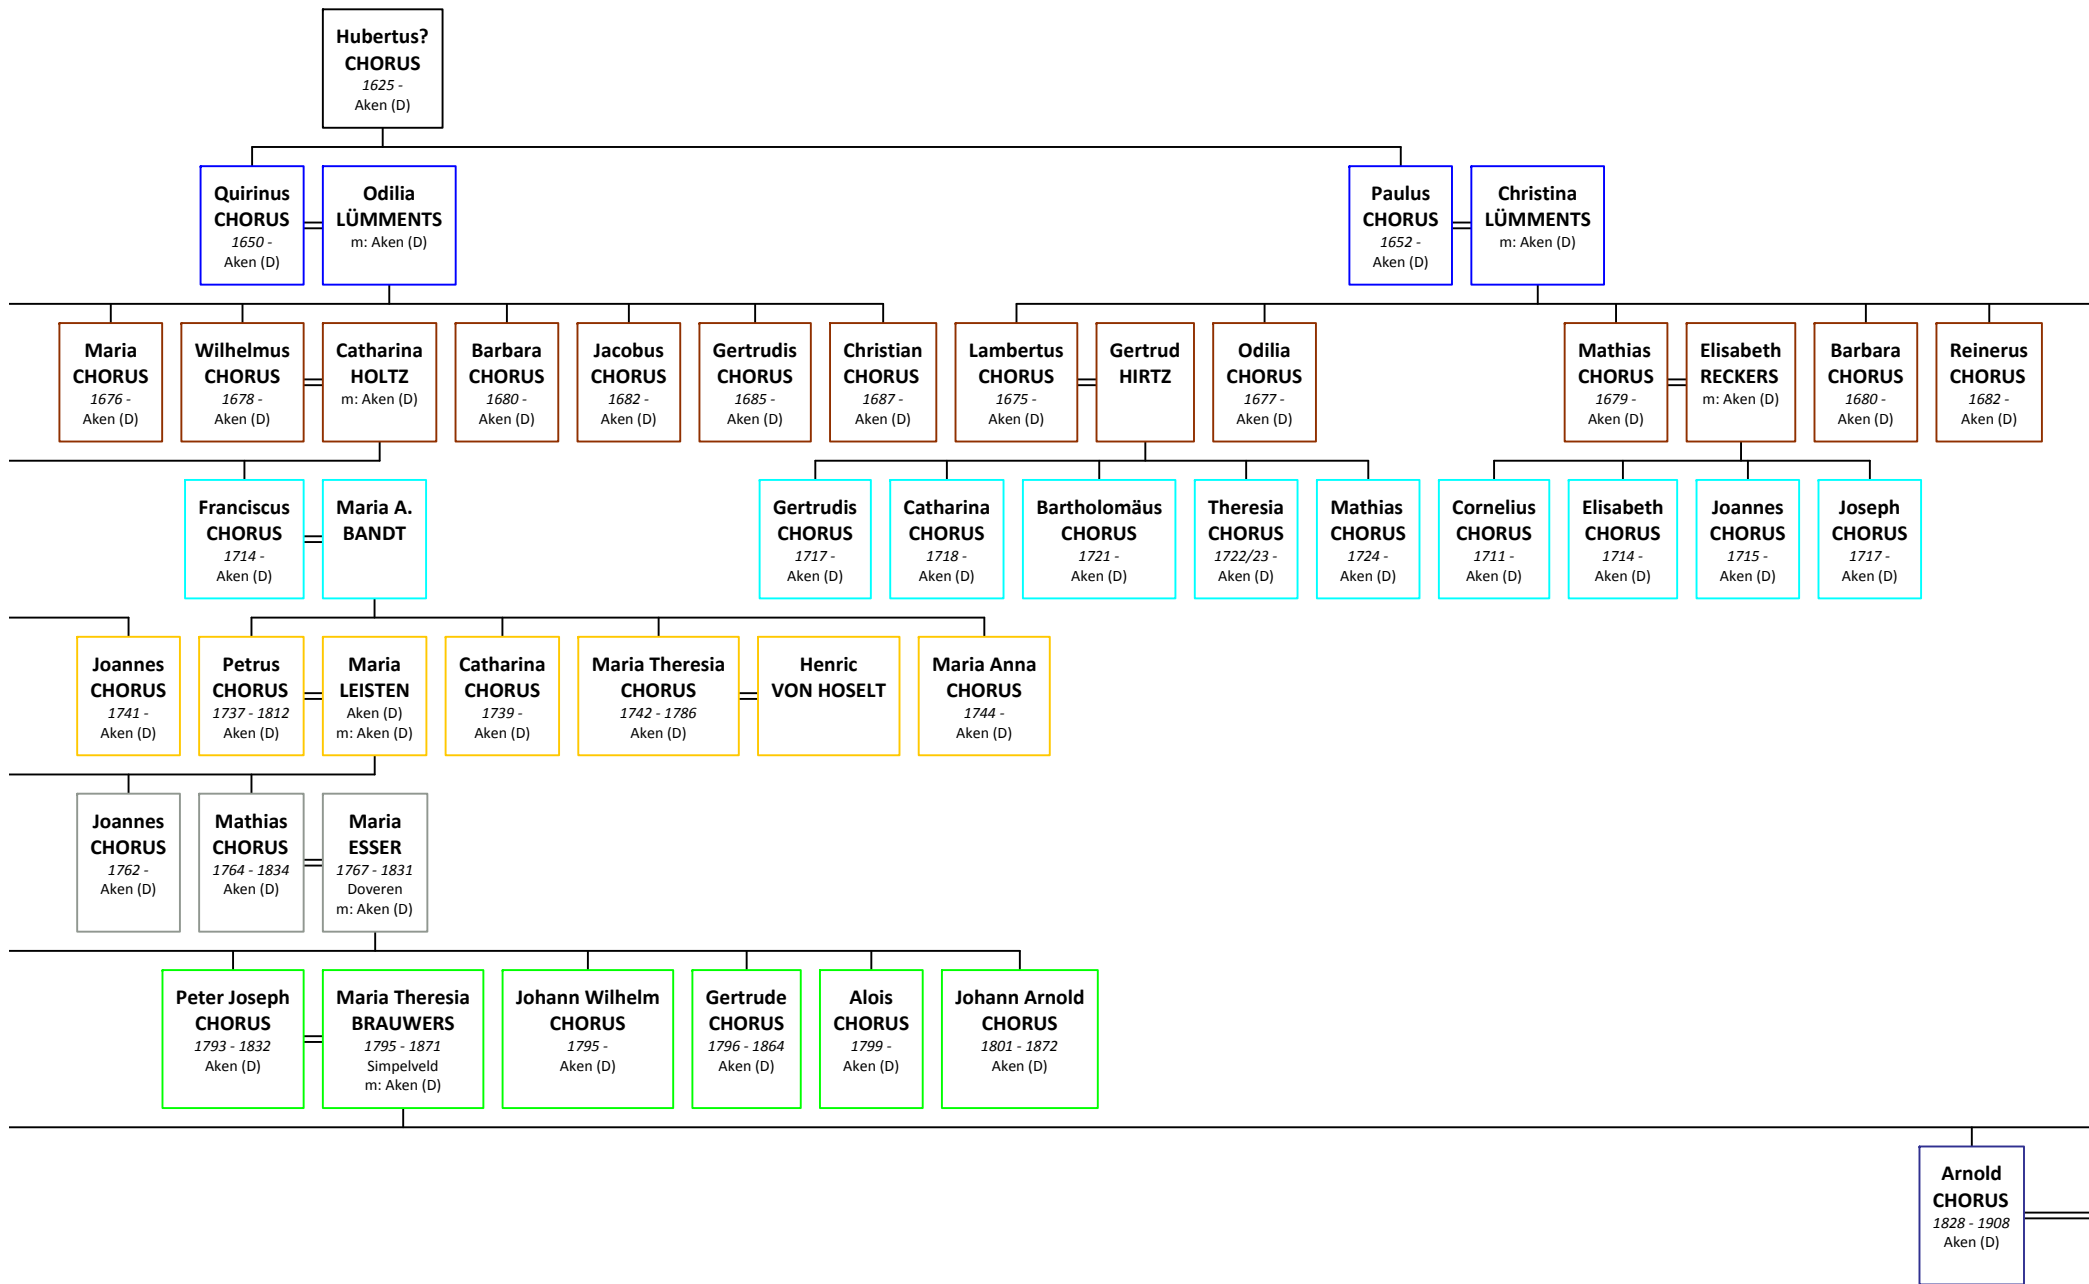 Hubertus?
CHORUS
1625 -
Aken (D)
Quirinus
CHORUS
1650 -
Aken (D)
Odilia
LÜMMENTS
m: Aken (D)
Paulus
CHORUS
1652 -
Aken (D)
Christina
LÜMMENTS
m: Aken (D)
Maria
CHORUS
1676 -
Aken (D)
Wilhelmus
CHORUS
1678 -
Aken (D)
Catharina
HOLTZ
m: Aken (D)
Barbara
CHORUS
1680 -
Aken (D)
Jacobus
CHORUS
1682 -
Aken (D)
Gertrudis
CHORUS
1685 -
Aken (D)
Christian
CHORUS
1687 -
Aken (D)
Lambertus
CHORUS
1675 -
Aken (D)
Gertrud
HIRTZ
Odilia
CHORUS
1677 -
Aken (D)
Mathias
CHORUS
1679 -
Aken (D)
Elisabeth
RECKERS
m: Aken (D)
Barbara
CHORUS
1680 -
Aken (D)
Reinerus
CHORUS
1682 -
Aken (D)
Franciscus
CHORUS
1714 -
Aken (D)
Maria A.
BANDT
Gertrudis
CHORUS
1717 -
Aken (D)
Catharina
CHORUS
1718 -
Aken (D)
Bartholomäus
CHORUS
1721 -
Aken (D)
Theresia
CHORUS
1722/23 -
Aken (D)
Mathias
CHORUS
1724 -
Aken (D)
Cornelius
CHORUS
1711 -
Aken (D)
Elisabeth
CHORUS
1714 -
Aken (D)
Joannes
CHORUS
1715 -
Aken (D)
Joseph
CHORUS
1717 -
Aken (D)
Joannes
CHORUS
1741 -
Aken (D)
Petrus
CHORUS
1737 - 1812
Aken (D)
Maria
LEISTEN
Aken (D)
m: Aken (D)
Catharina
CHORUS
1739 -
Aken (D)
Maria Theresia
CHORUS
1742 - 1786
Aken (D)
Henric
VON HOSELT
Maria Anna
CHORUS
1744 -
Aken (D)
Joannes
CHORUS
1762 -
Aken (D)
Mathias
CHORUS
1764 - 1834
Aken (D)
Maria
ESSER
1767 - 1831
Doveren
m: Aken (D)
Peter Joseph
CHORUS
1793 - 1832
Aken (D)
Maria Theresia
BRAUWERS
1795 - 1871
Simpelveld
m: Aken (D)
Johann Wilhelm
CHORUS
1795 -
Aken (D)
Gertrude
CHORUS
1796 - 1864
Aken (D)
Alois
CHORUS
1799 -
Aken (D)
Johann Arnold
CHORUS
1801 - 1872
Aken (D)
Arnold
CHORUS
1828 - 1908
Aken (D)